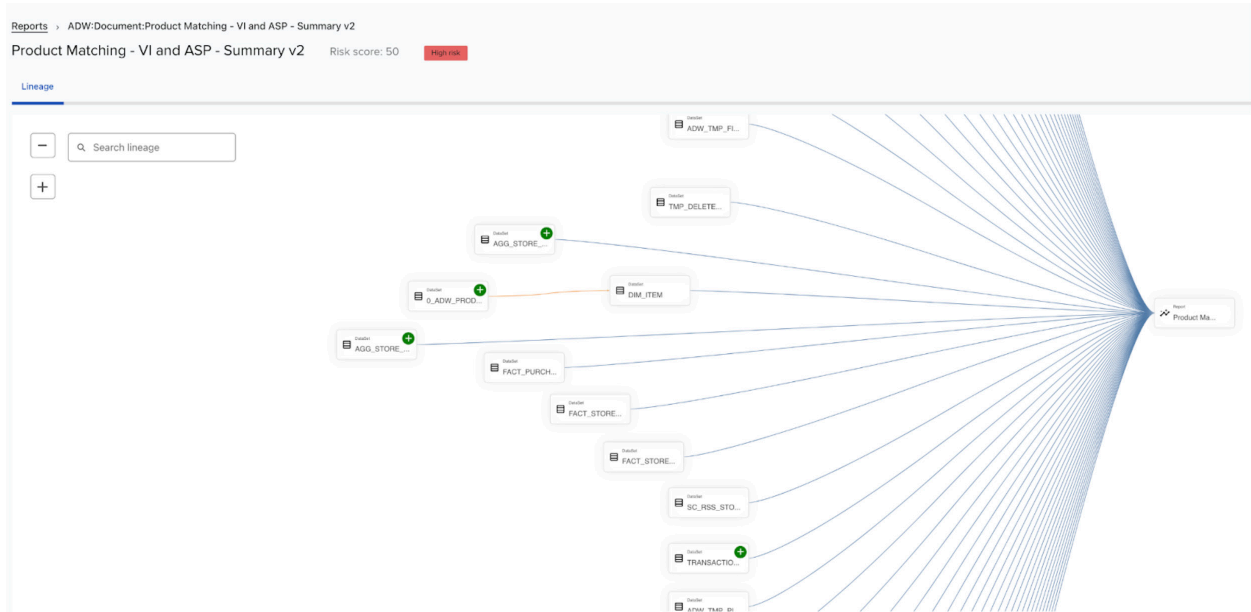 Reports › ADW:Document:Product Matching - VI and ASP - Summary v2
Product Matching - VI and ASP - Summary v2 Risk score: 50 High risk
Lineage
Search lineage
DataSet
ADW_TMP_FI...
DataSet
TMP_DELETE...
DataSet
AGG_STORE_...
DataSet
0_ADW_PROD...
DataSet
DIM_ITEM
Report
Product Ma...
DataSet
AGG_STORE_...
DataSet
FACT_PURCH...
DataSet
FACT_STORE...
DataSet
FACT_STORE...
DataSet
SC_RSS_STO...
DataSet
TRANSACTIO...
DataSet